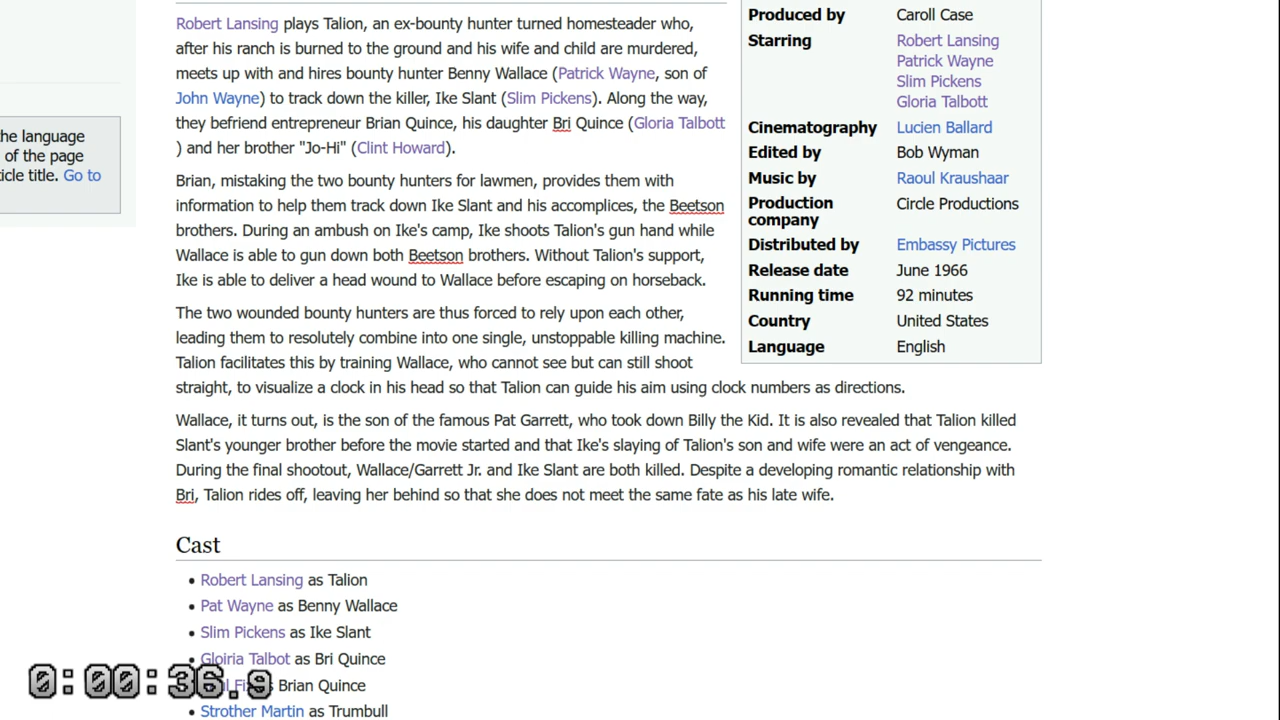 Robert Lansing plays Talion, an ex-bounty hunter turned homesteader who,
after his ranch is burned to the ground and his wife and child are murdered,
meets up with and hires bounty hunter Benny Wallace (Patrick Wayne, son of
John Wayne) to track down the killer, Ike Slant (Slim Pickens). Along the way,
they befriend entrepreneur Brian Quince, his daughter Bri Quince (Gloria Talbott
) and her brother "Jo-Hi" (Clint Howard).
Brian, mistaking the two bounty hunters for lawmen, provides them with
information to help them track down Ike Slant and his accomplices, the Beetson
brothers. During an ambush on Ike's camp, Ike shoots Talion's gun hand while
Wallace is able to gun down both Beetson brothers. Without Talion's support,
Ike is able to deliver a head wound to Wallace before escaping on horseback.
The two wounded bounty hunters are thus forced to rely upon each other,
leading them to resolutely combine into one single, unstoppable killing machine.
Talion facilitates this by training Wallace, who cannot see but can still shoot
straight, to visualize a clock in his head so that Talion can guide his aim using clock numbers as directions.
Wallace, it turns out, is the son of the famous Pat Garrett, who took down Billy the Kid. It is also revealed that Talion killed
Slant's younger brother before the movie started and that Ike's slaying of Talion's son and wife were an act of vengeance.
During the final shootout, Wallace/Garrett Jr. and Ike Slant are both killed. Despite a developing romantic relationship with
Bri, Talion rides off, leaving her behind so that she does not meet the same fate as his late wife.
Produced by Caroll Case
Starring Robert Lansing
Patrick Wayne
Slim Pickens
Gloria Talbott
Cinematography Lucien Ballard
Edited by Bob Wyman
Music by Raoul Kraushaar
Production Circle Productions
company
Distributed by Embassy Pictures
Release date June 1966
Running time 92 minutes
Country United States
Language English
the language
of the page
icle title. Go to
Cast
Robert Lansing as Talion
Pat Wayne as Benny Wallace
Slim Pickens as Ike Slant
Gloiria Talbot as Bri Quince
Brian Quince
Strother Martin as Trumbull
0:00:36.9